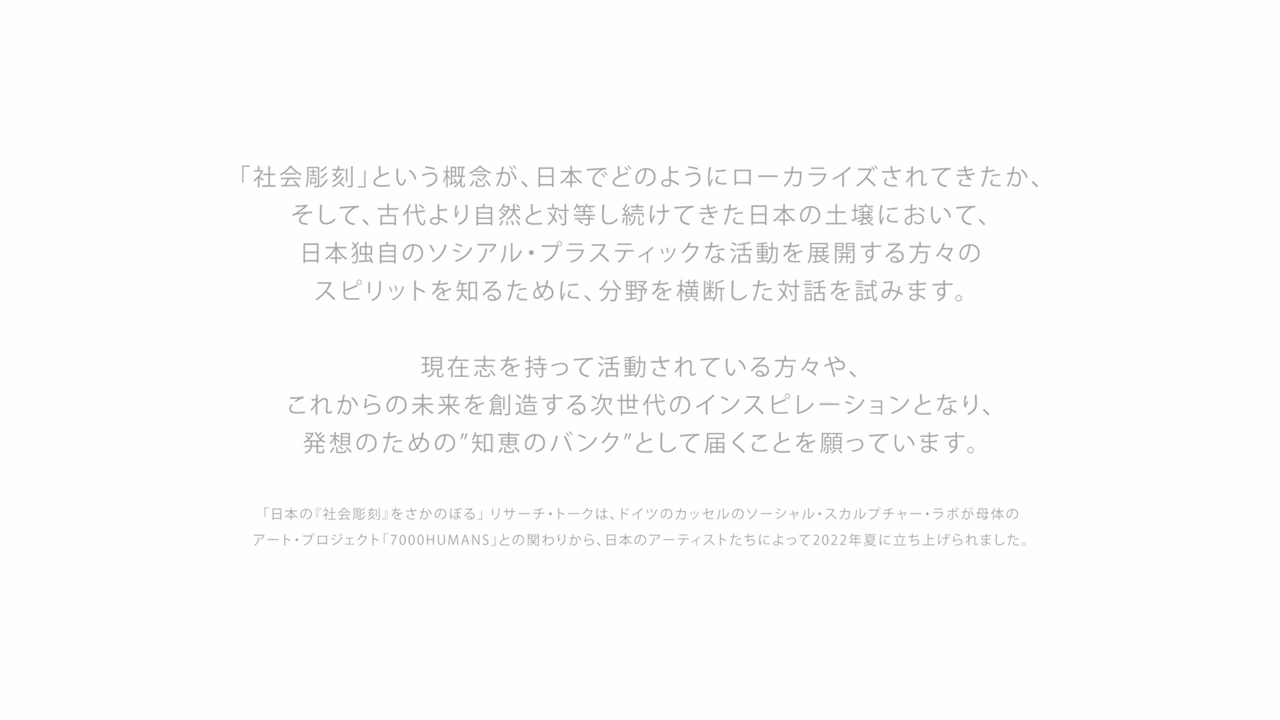 「社会彫刻」という概念が、日本でどのようにローカライズされてきたか、
そして、古代より自然と対等し続けてきた日本の土壌において、
日本独自のソシアル・プラスティックな活動を展開する方々の
スピリットを知るために、分野を横断した対話を試みます。
現在志を持って活動されている方々や、
これからの未来を創造する次世代のインスピレーションとなり、
発想のための”知恵のバンク”として届くことを願っています。
「日本の『社会彫刻』をさかのぼる」リサーチ・トークは、ドイツのカッセルのソーシャル・スカルプチャー・ラボが母体の
アート・プロジェクト「7000HUMANS」との関わりから、日本のアーティストたちによって2022年夏に立ち上げられました。